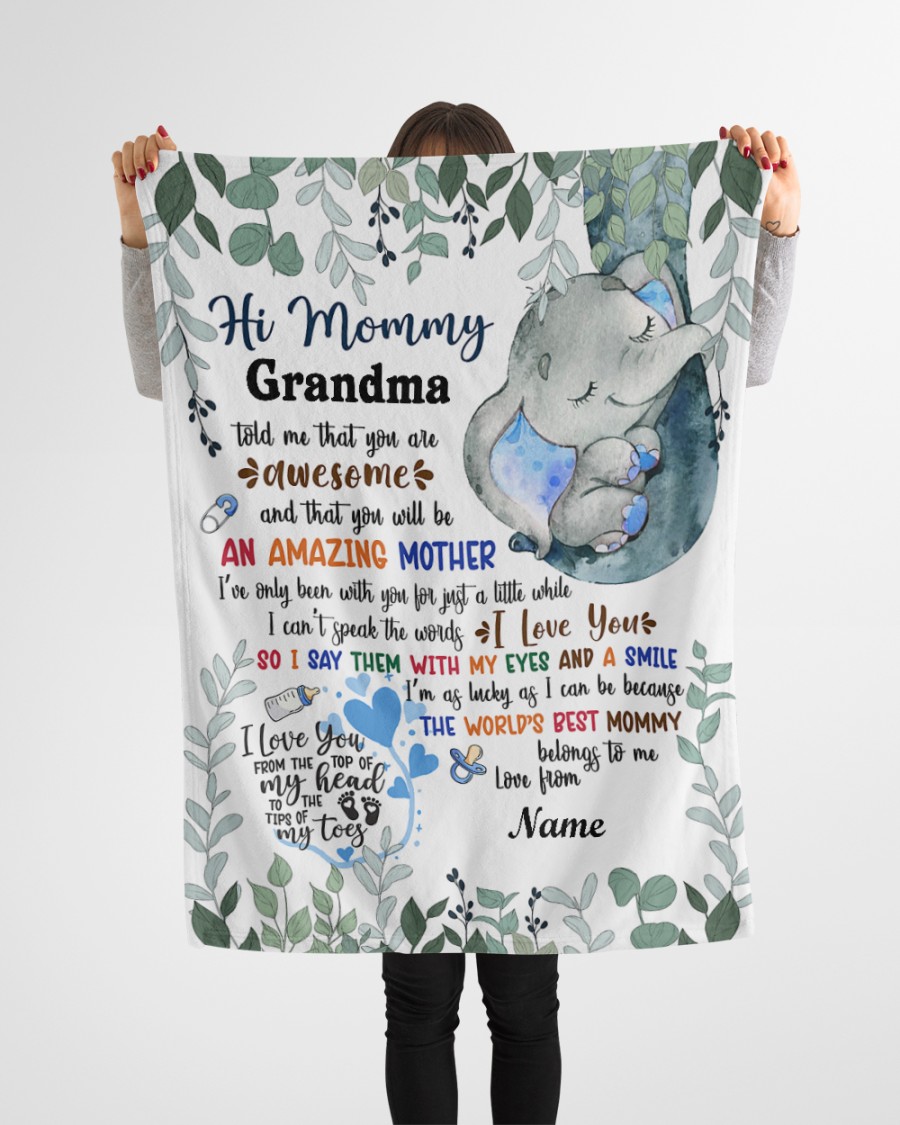 Hi Mommy
Grandma
told me that you are
awesome
and that you will be
AN AMAZING MOTHER
I've only been with you for just a little while
I can't speak the words I Love You
SO I SAY THEM WITH MY EYES AND A SMILE
I'm as lucky as I can be because
THE WORLD'S BEST MOMMY
belongs to me
Love from
Name
I Love You
FROM THE TOP OF
my head
TO THE
TIPS OF
my toes